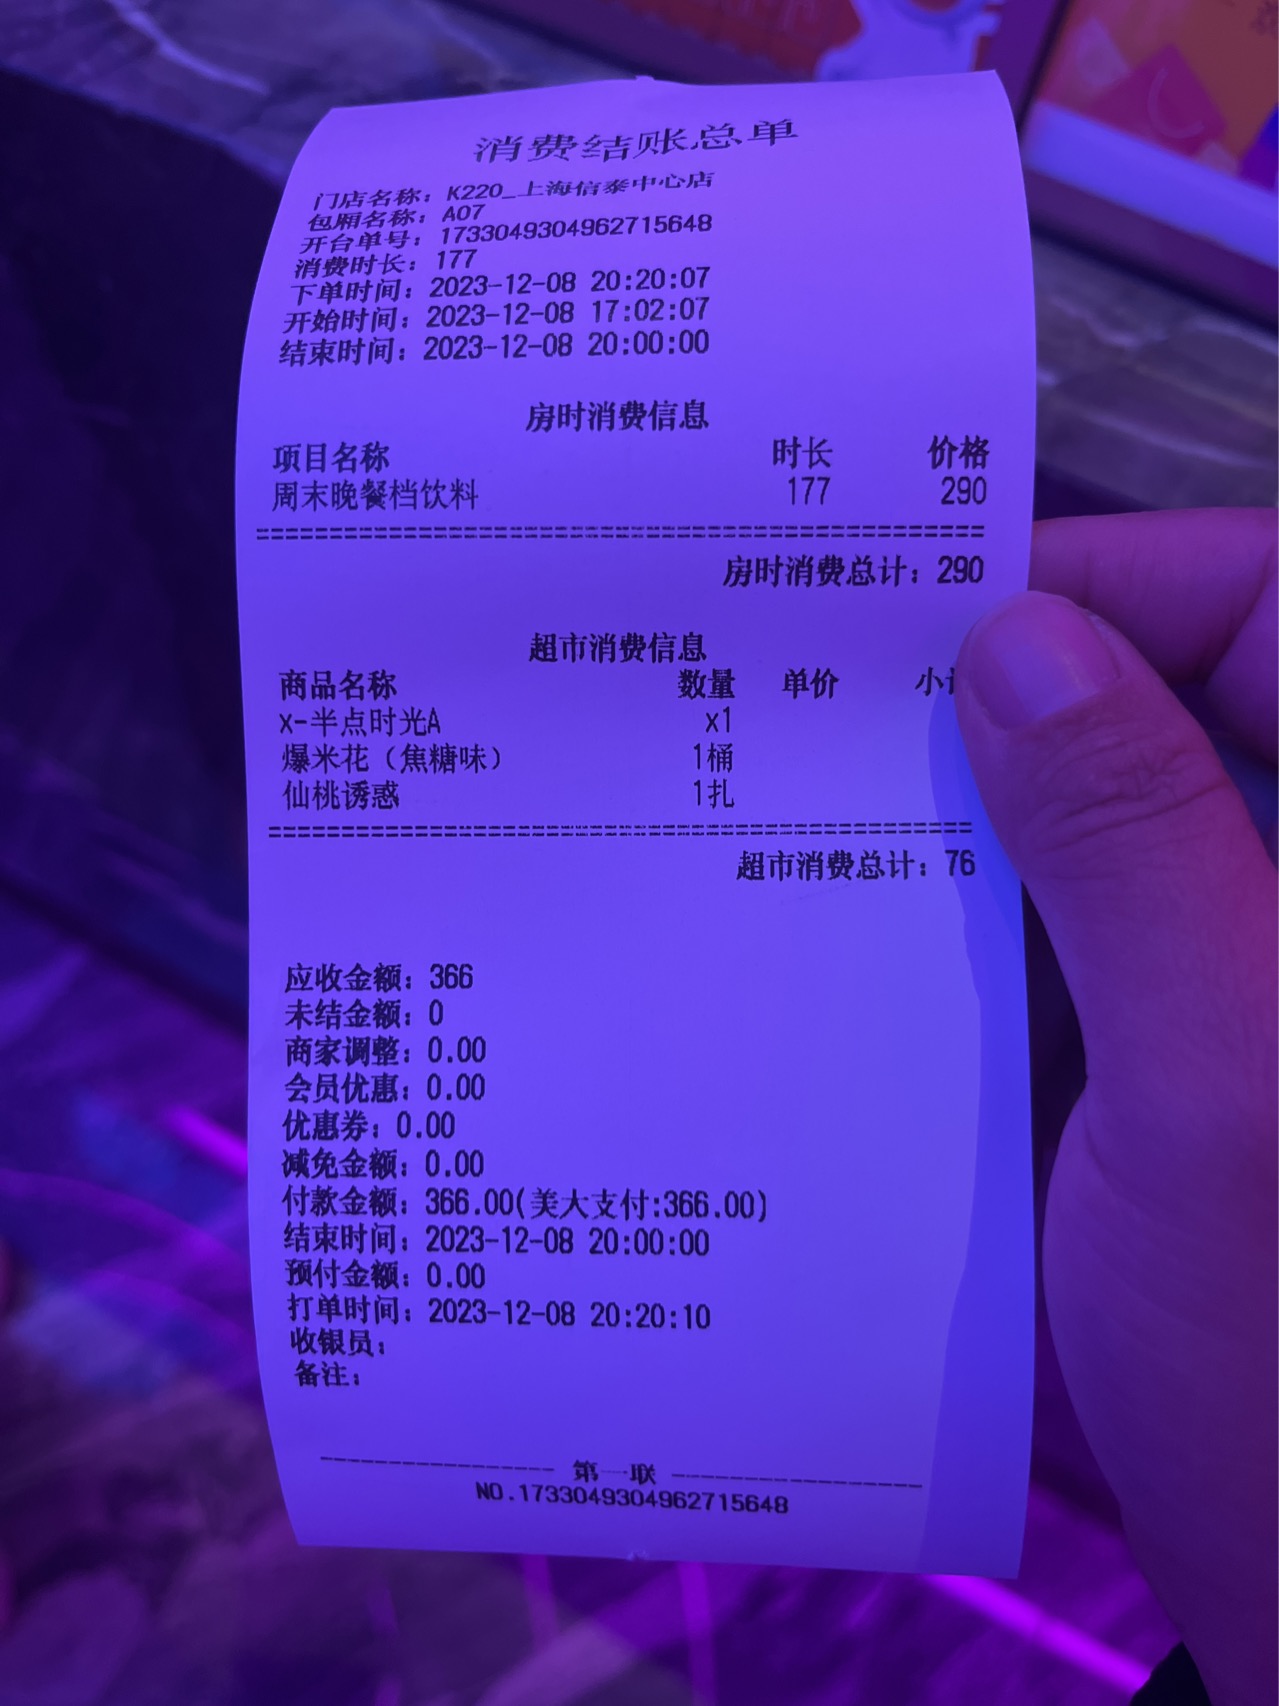 消费结账总单
门店名称：K220_上海信泰中心店
包厢名称：A07
开台单号：1733049304962715648
消费时长：177
下单时间：2023-12-08 20:20:07
开始时间：2023-12-08 17:02:07
结束时间：2023-12-08 20:00:00
房时消费信息
项目名称 时长 价格
周末晚餐档饮料 177 290
房时消费总计：290
超市消费信息
商品名称 数量 单价 小
x-半点时光A x1
爆米花（焦糖味） 1桶
仙桃诱惑 1扎
超市消费总计：76
应收金额：366
未结金额：0
商家调整：0.00
会员优惠：0.00
优惠券：0.00
减免金额：0.00
付款金额：366.00(美大支付:366.00)
结束时间：2023-12-08 20:00:00
预付金额：0.00
打单时间：2023-12-08 20:20:10
收银员：
备注：
第一联
NO.1733049304962715648